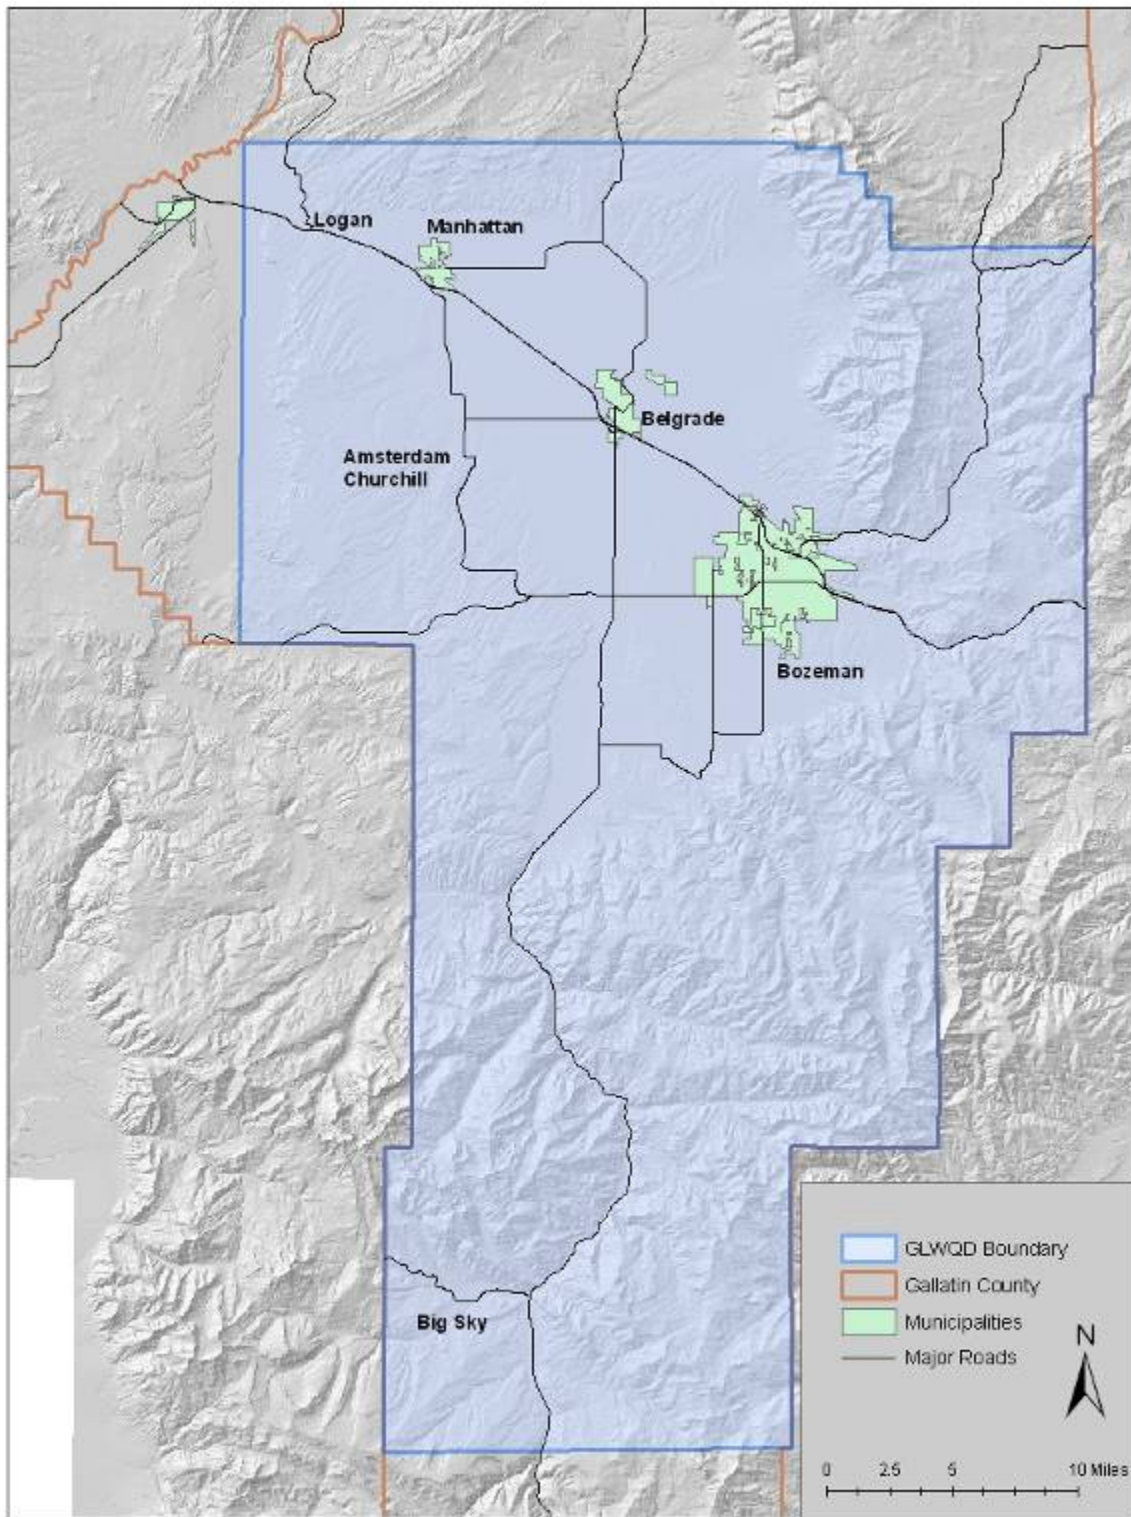 Logan
Manhattan
Belgrade
Amsterdam
Churchill
Bozeman
Big Sky
GLWQD Boundary
Gallatin County
Municipalities
Major Roads
N
0 2.5 5 10 Miles